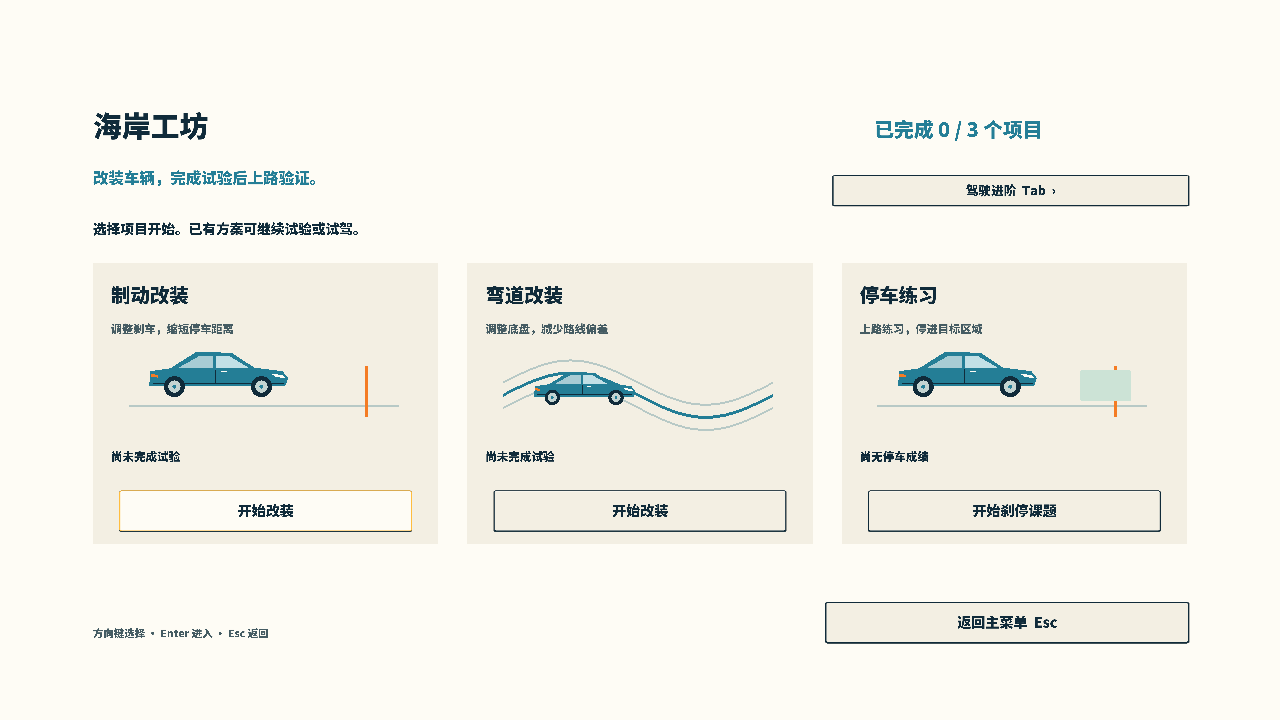 海岸工坊
已完成 0 / 3 个项目
改装车辆，完成试验后上路验证。
驾驶进阶 Tab ›
选择项目开始。已有方案可继续试验或试驾。
制动改装
调整刹车，缩短停车距离
尚未完成试验
开始改装
弯道改装
调整底盘，减少路线偏差
尚未完成试验
开始改装
停车练习
上路练习，停进目标区域
尚无停车成绩
开始刹停课题
方向键选择 · Enter 进入 · Esc 返回
返回主菜单 Esc